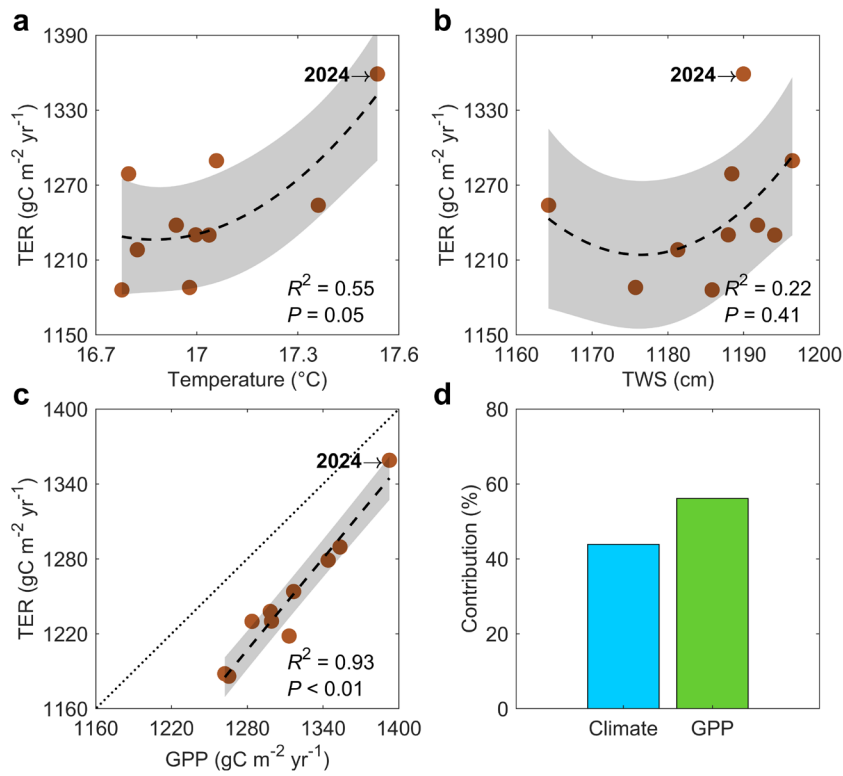 a
1390
1330
1270
1210
1150
TER (gC m⁻² yr⁻¹)
2024→
R² = 0.55
P = 0.05
16.7 17 17.3 17.6
Temperature (°C)
b
1390
1330
1270
1210
1150
TER (gC m⁻² yr⁻¹)
2024→
R² = 0.22
P = 0.41
1160 1170 1180 1190 1200
TWS (cm)
c
1400
1340
1280
1220
1160
TER (gC m⁻² yr⁻¹)
2024→
R² = 0.93
P < 0.01
1160 1220 1280 1340 1400
GPP (gC m⁻² yr⁻¹)
d
80
60
40
20
0
Contribution (%)
Climate GPP